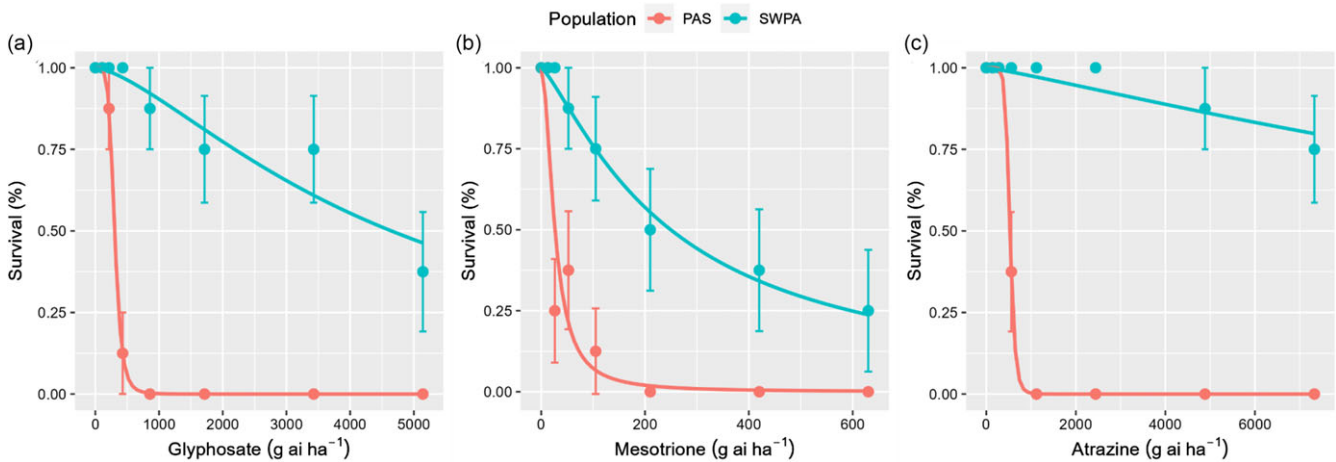 Population PAS SWPA
(a)
Survival (%)
1.00
0.75
0.50
0.25
0.00
0 1000 2000 3000 4000 5000
Glyphosate (g ai ha⁻¹)
(b)
Survival (%)
1.00
0.75
0.50
0.25
0.00
0 200 400 600
Mesotrione (g ai ha⁻¹)
(c)
Survival (%)
1.00
0.75
0.50
0.25
0.00
0 2000 4000 6000
Atrazine (g ai ha⁻¹)